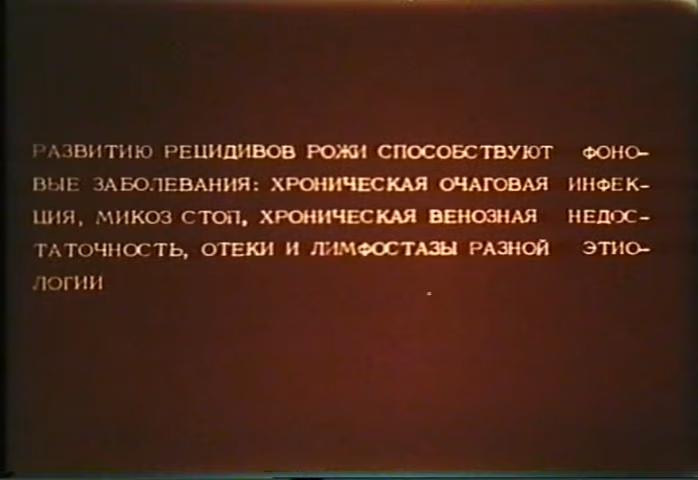 РАЗВИТИЮ РЕЦИДИВОВ РОЖИ СПОСОБСТВУЮТ ФОНО–
ВЫЕ ЗАБОЛЕВАНИЯ: ХРОНИЧЕСКАЯ ОЧАГОВАЯ ИНФЕК–
ЦИЯ, МИКОЗ СТОП, ХРОНИЧЕСКАЯ ВЕНОЗНАЯ НЕДОС–
ТАТОЧНОСТЬ, ОТЕКИ И ЛИМФОСТАЗЫ РАЗНОЙ ЭТИО–
ЛОГИИ